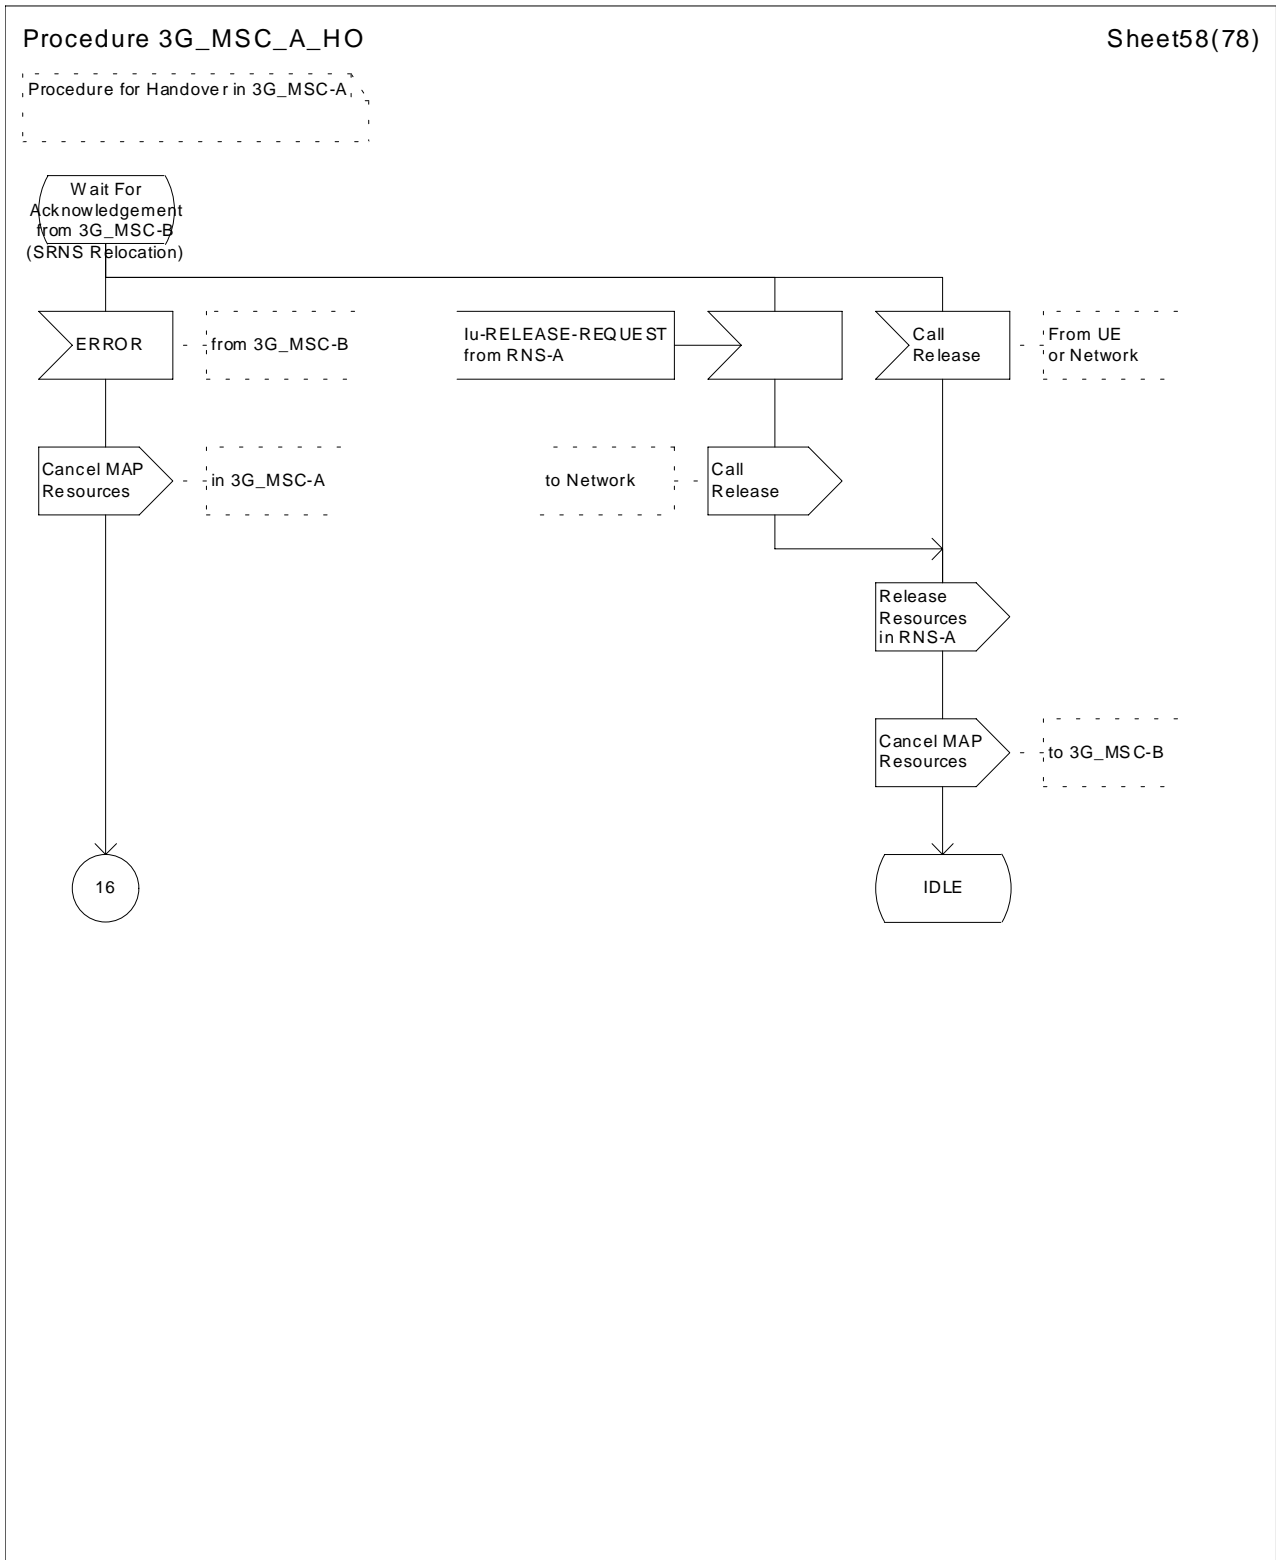 Procedure 3G_MSC_A_HO
Sheet58(78)
Procedure for Handover in 3G_MSC-A
Wait For
Acknowledgement
from 3G_MSC-B
(SRNS Relocation)
ERROR
from 3G_MSC-B
Iu-RELEASE-REQUEST
from RNS-A
Call
Release
From UE
or Network
Cancel MAP
Resources
in 3G_MSC-A
to Network
Call
Release
Release
Resources
in RNS-A
Cancel MAP
Resources
to 3G_MSC-B
16
IDLE